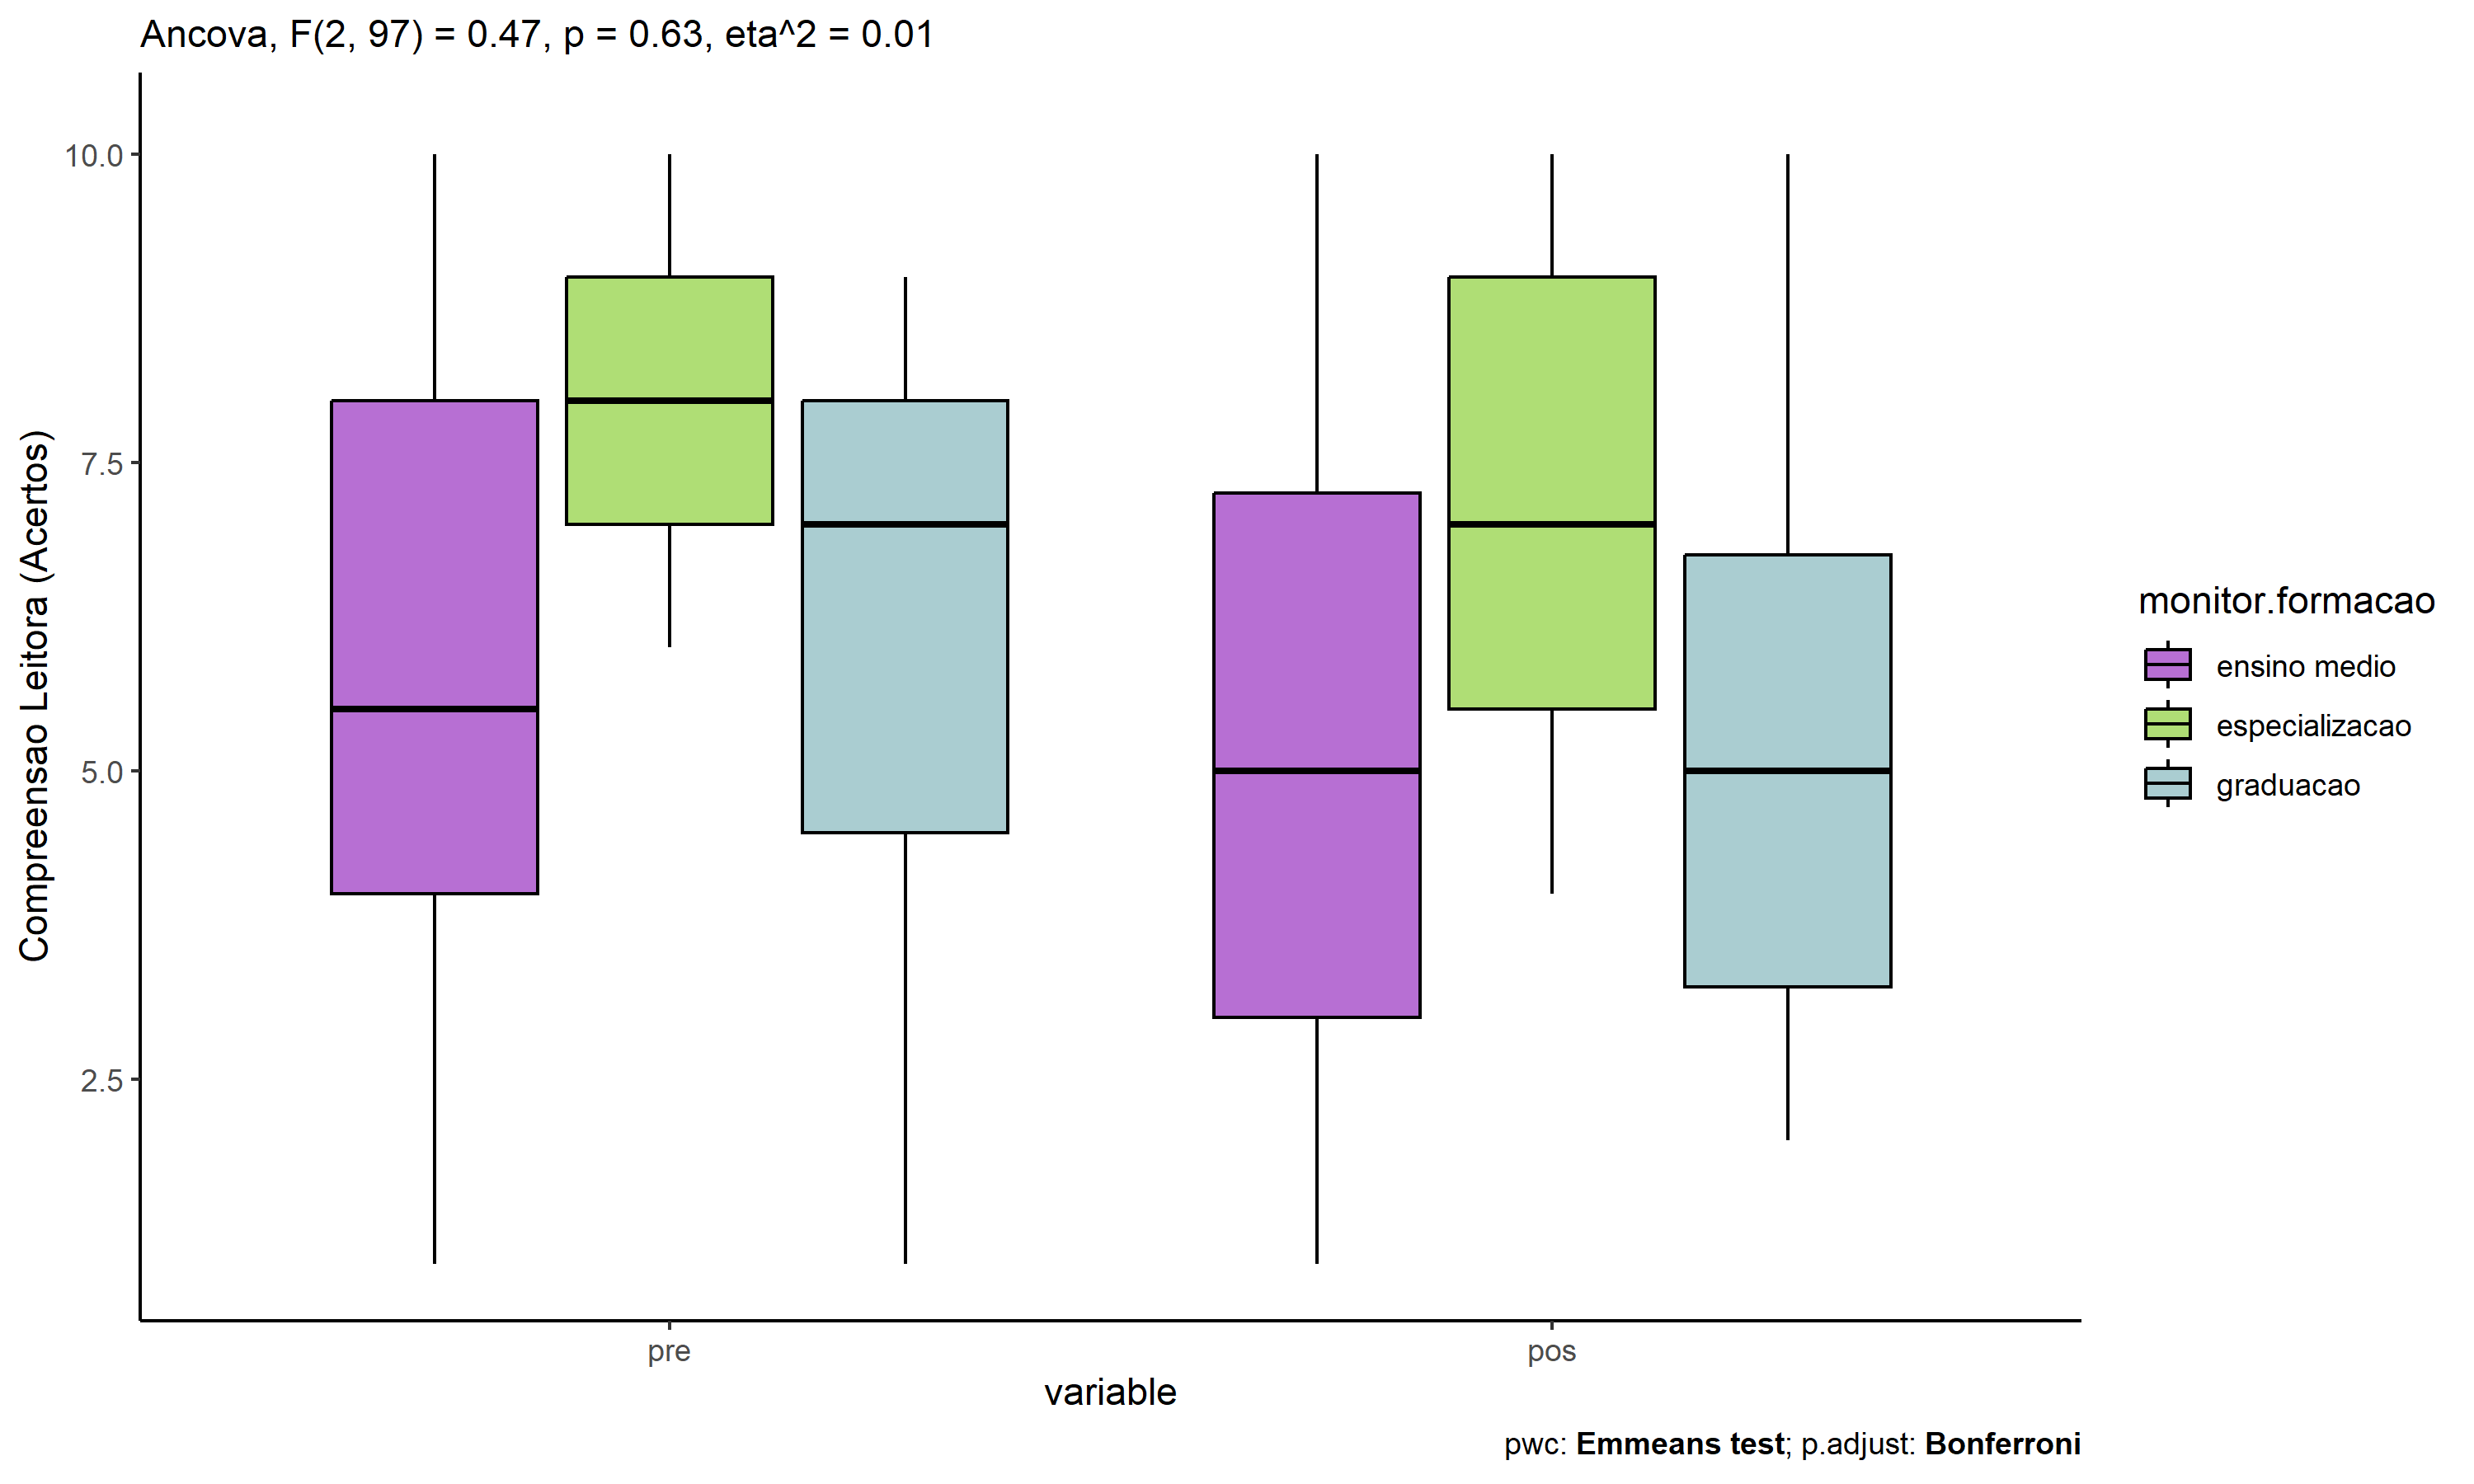 Ancova, F(2, 97) = 0.47, p = 0.63, eta^2 = 0.01
Compreensao Leitora (Acertos)
10.0
7.5
5.0
2.5
pre
pos
variable
monitor.formacao
ensino medio
especializacao
graduacao
pwc: Emmeans test; p.adjust: Bonferroni